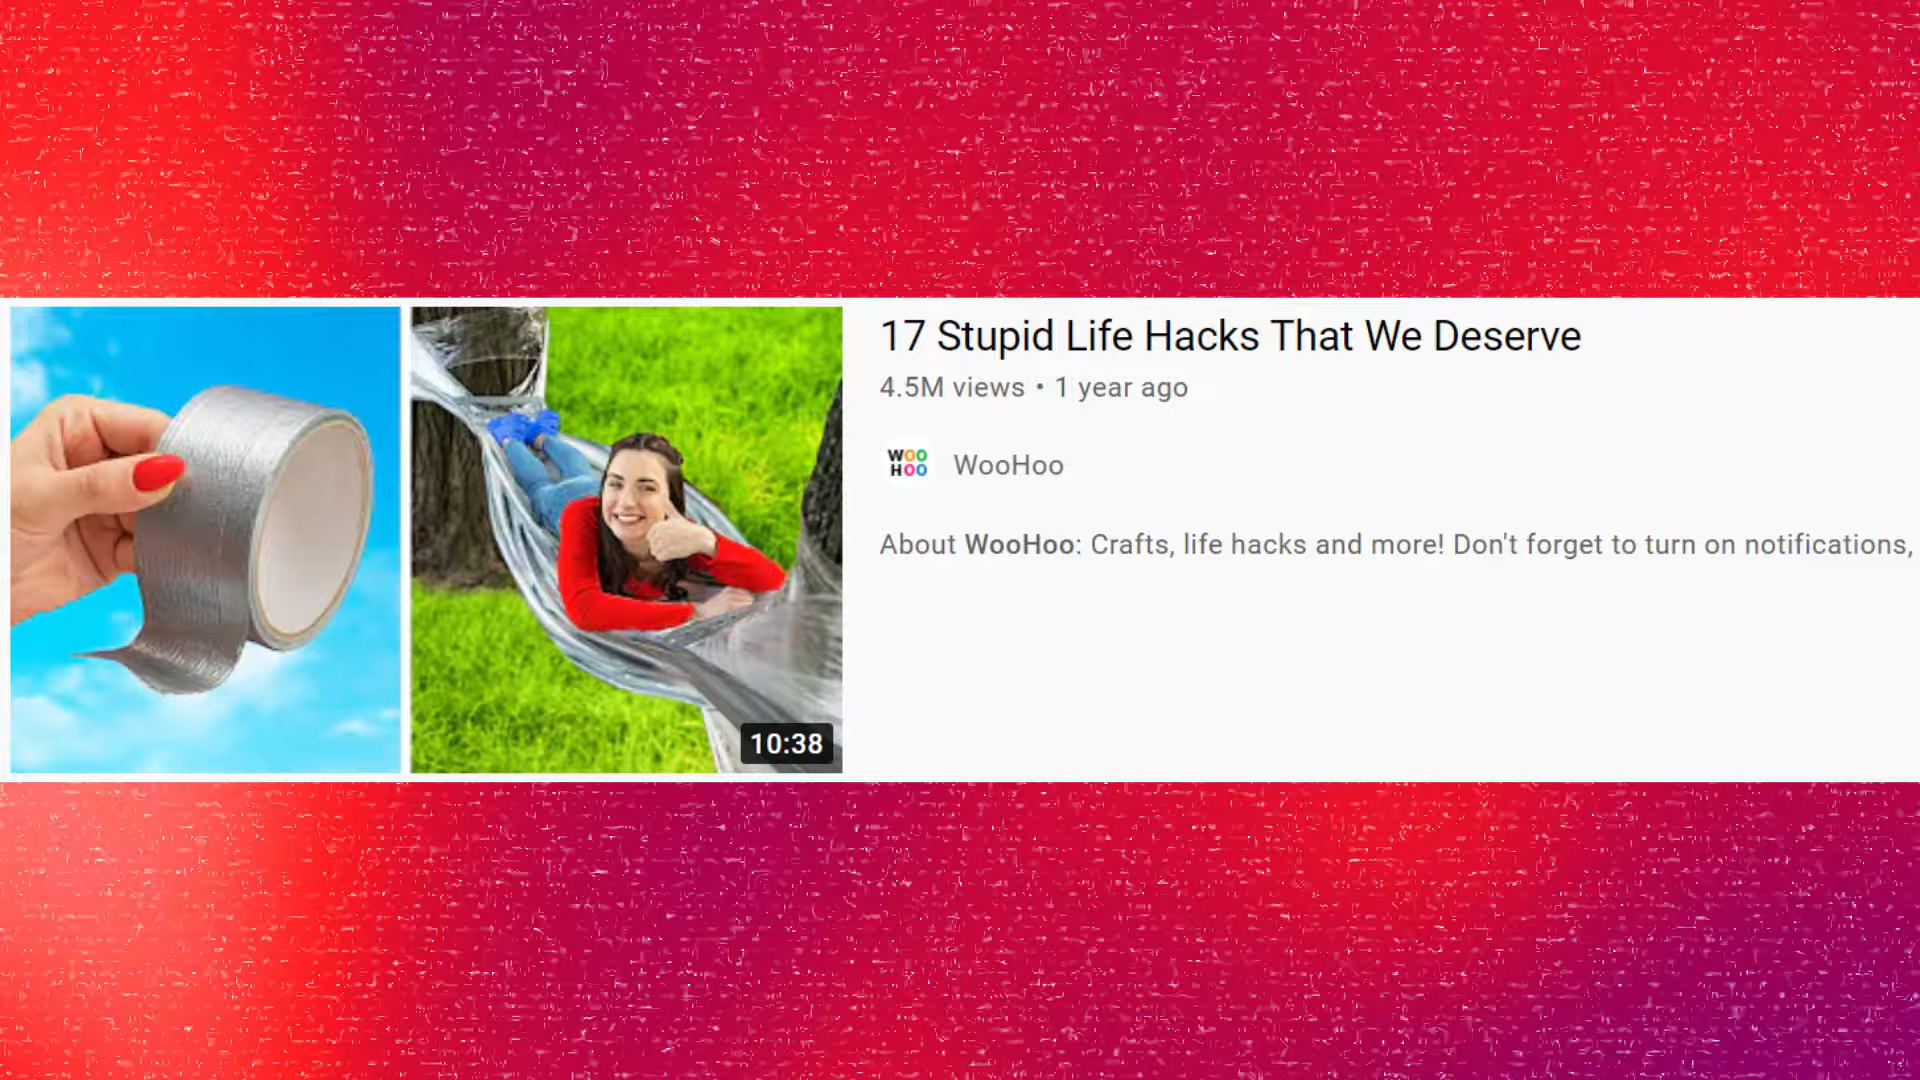 17 Stupid Life Hacks That We Deserve
4.5M views • 1 year ago
WOO
HOO
WooHoo
About WooHoo: Crafts, life hacks and more! Don't forget to turn on notifications,
10:38